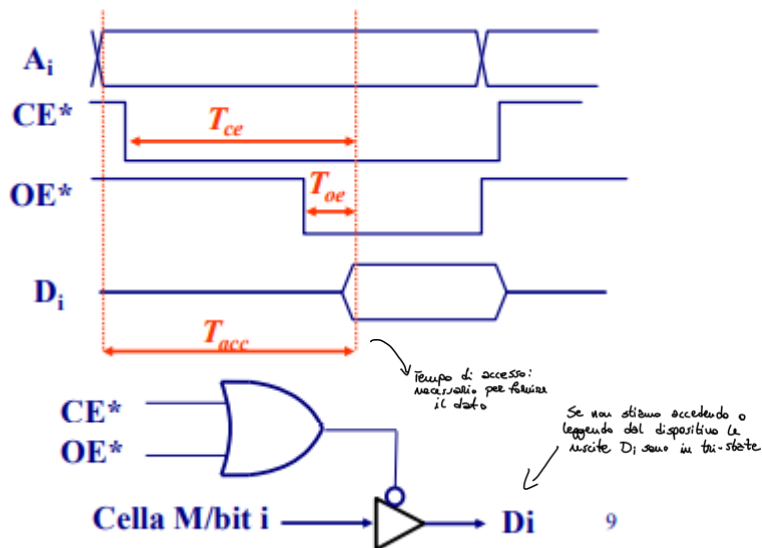 Ai
CE*
Tce
OE*
Toe
Di
Tacc
Tempo di accesso:
necessario per fornire
il dato
CE*
OE*
Se non stiamo accedendo o
leggendo dal dispositivo le
uscite Di sono in tri-state
Cella M/bit i
Di
9